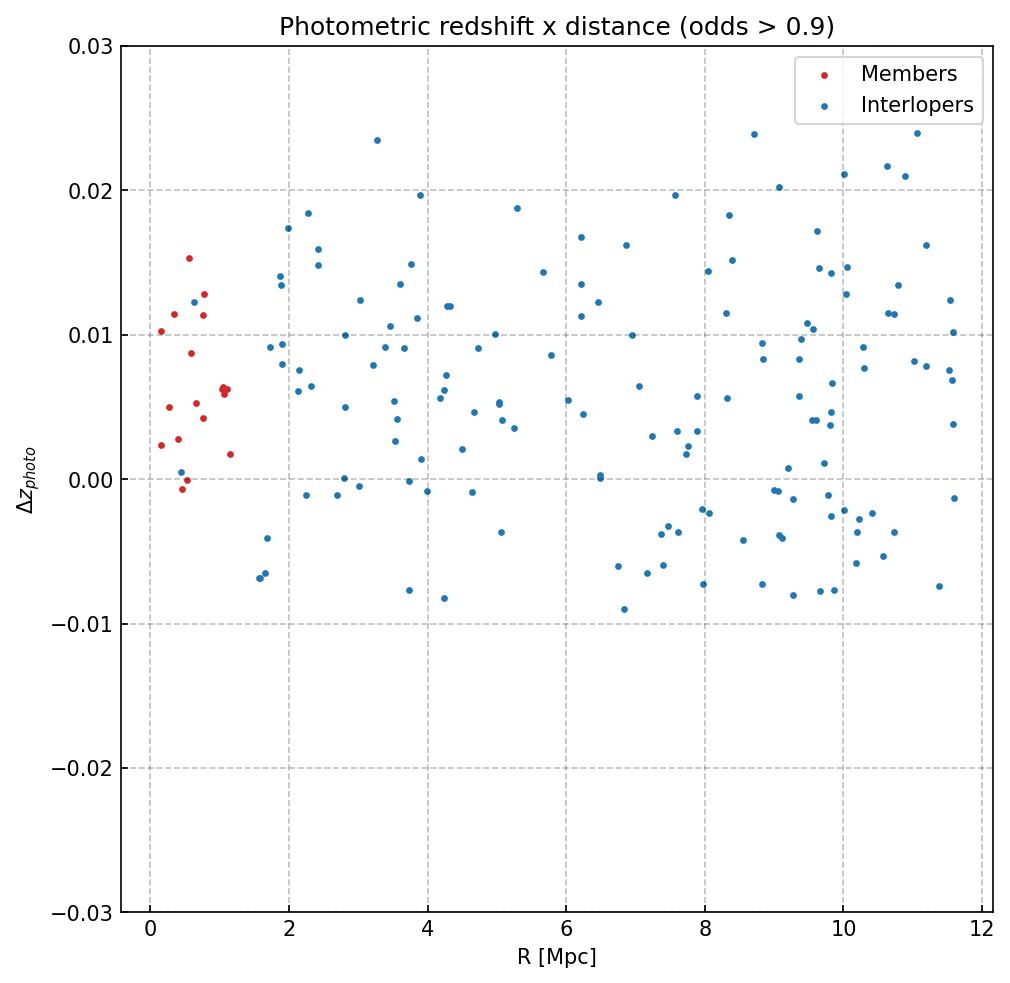 Photometric redshift x distance (odds > 0.9)
Members
Interlopers
0.03
0.02
0.01
0.00
−0.01
−0.02
−0.03
Δz_photo
0
2
4
6
8
10
12
R [Mpc]